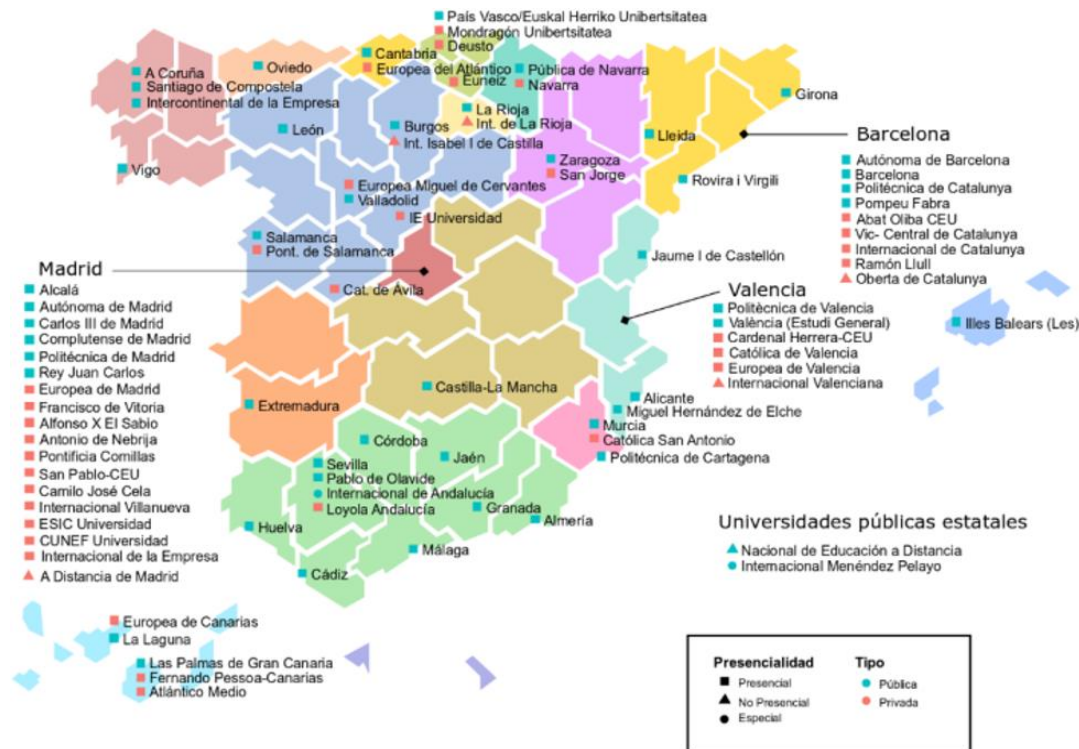 País Vasco/Euskal Herriko Unibertsitatea
Mondragón Unibertsitatea
Deusto
Cantabria
Europea del Atlántico
Euneiz
Pública de Navarra
Navarra
A Coruña
Santiago de Compostela
Intercontinental de la Empresa
Oviedo
La Rioja
Int. de La Rioja
Girona
León
Burgos
Int. Isabel I de Castilla
Lleida
Vigo
Zaragoza
San Jorge
Rovira i Virgili
Europea Miguel de Cervantes
Valladolid
IE Universidad
Salamanca
Pont. de Salamanca
Cat. de Ávila
Jaume I de Castellón
Barcelona
Autónoma de Barcelona
Barcelona
Politécnica de Catalunya
Pompeu Fabra
Abat Oliba CEU
Vic- Central de Catalunya
Internacional de Catalunya
Ramón Llull
Oberta de Catalunya
Madrid
Alcalá
Autónoma de Madrid
Carlos III de Madrid
Complutense de Madrid
Politécnica de Madrid
Rey Juan Carlos
Europea de Madrid
Francisco de Vitoria
Alfonso X El Sabio
Antonio de Nebrija
Pontificia Comillas
San Pablo-CEU
Camilo José Cela
Internacional Villanueva
ESIC Universidad
CUNEF Universidad
Internacional de la Empresa
A Distancia de Madrid
Valencia
Politècnica de Valencia
València (Estudi General)
Cardenal Herrera-CEU
Católica de Valencia
Europea de Valencia
Internacional Valenciana
Illes Balears (Les)
Castilla-La Mancha
Extremadura
Alicante
Miguel Hernández de Elche
Murcia
Católica San Antonio
Politécnica de Cartagena
Córdoba
Jaén
Sevilla
Pablo de Olavide
Internacional de Andalucía
Loyola Andalucía
Granada
Almería
Huelva
Málaga
Cádiz
Universidades públicas estatales
Nacional de Educación a Distancia
Internacional Menéndez Pelayo
Europea de Canarias
La Laguna
Las Palmas de Gran Canaria
Fernando Pessoa-Canarias
Atlántico Medio
Presencialidad
Presencial
No Presencial
Especial
Tipo
Pública
Privada